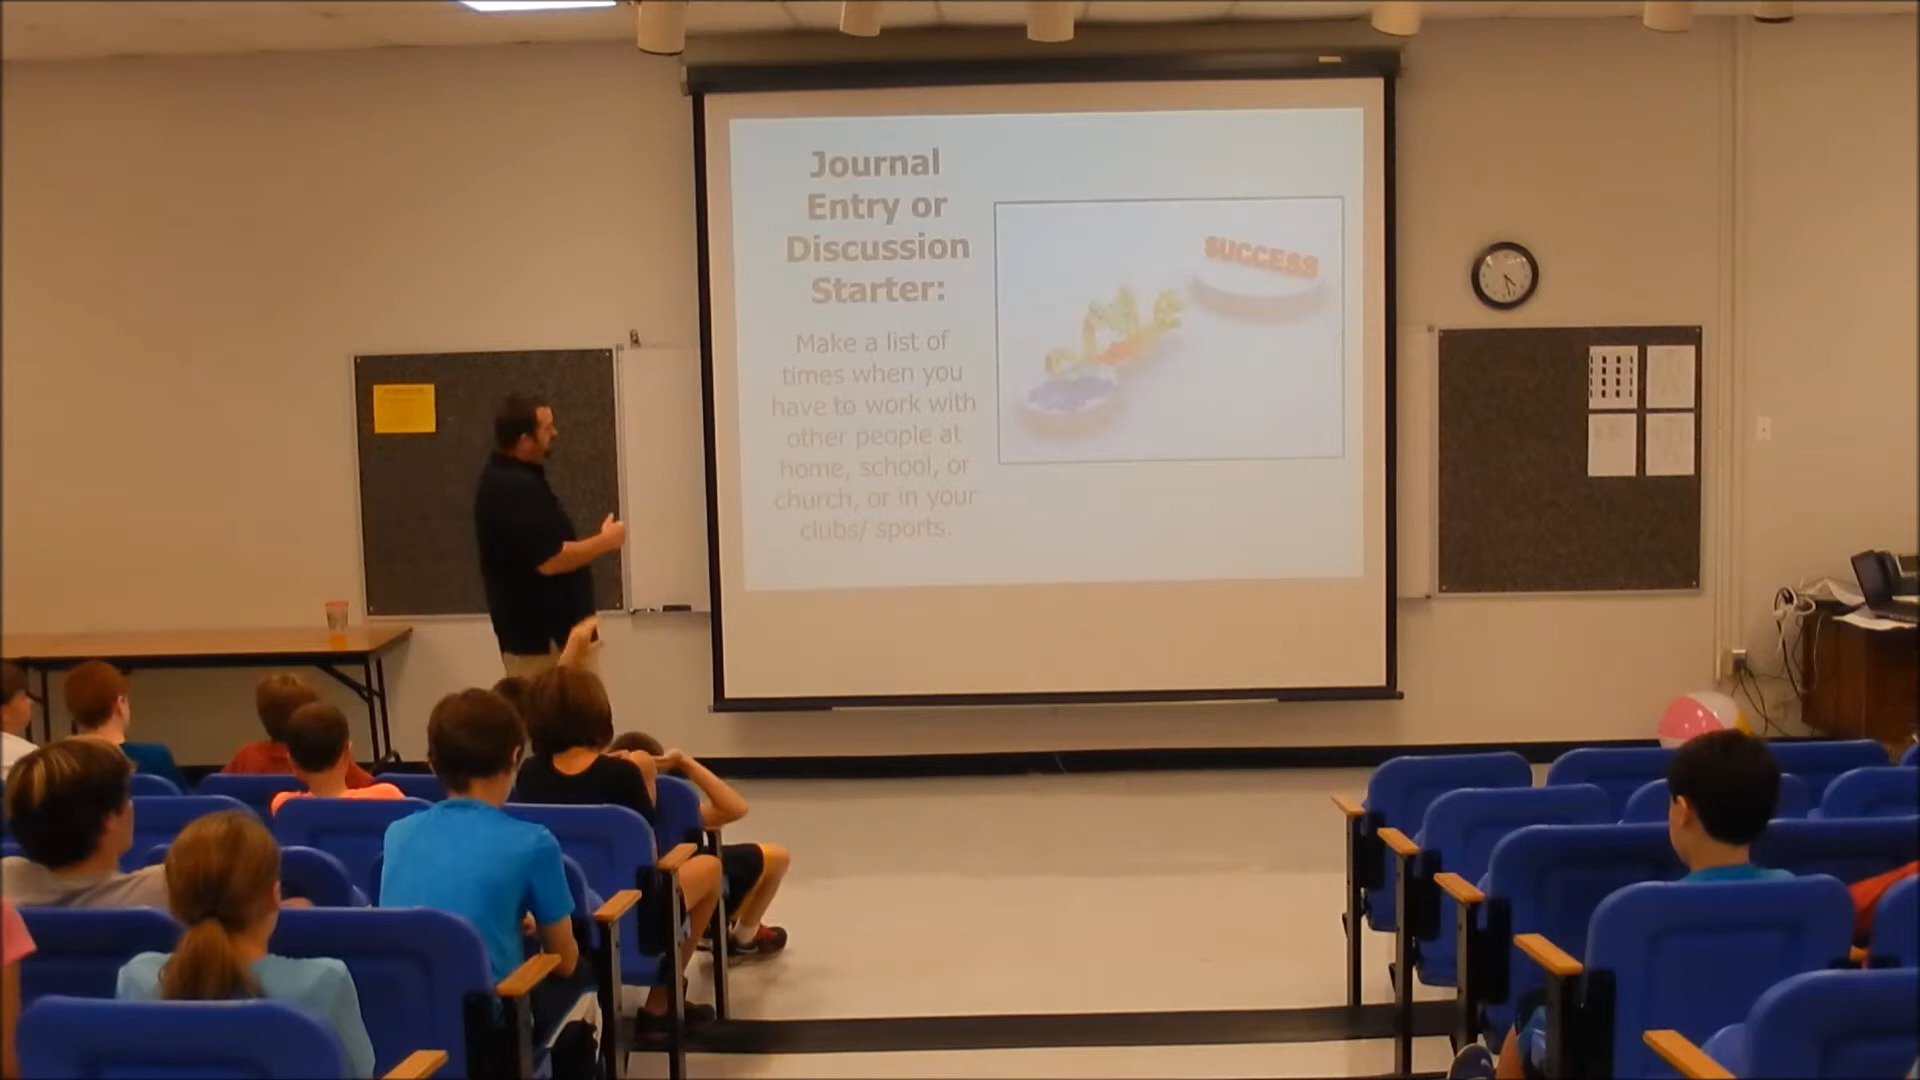 Journal
Entry or
Discussion
Starter:
Make a list of
times when you
have to work with
other people at
home, school, or
church, or in your
clubs/ sports.
SUCCESS